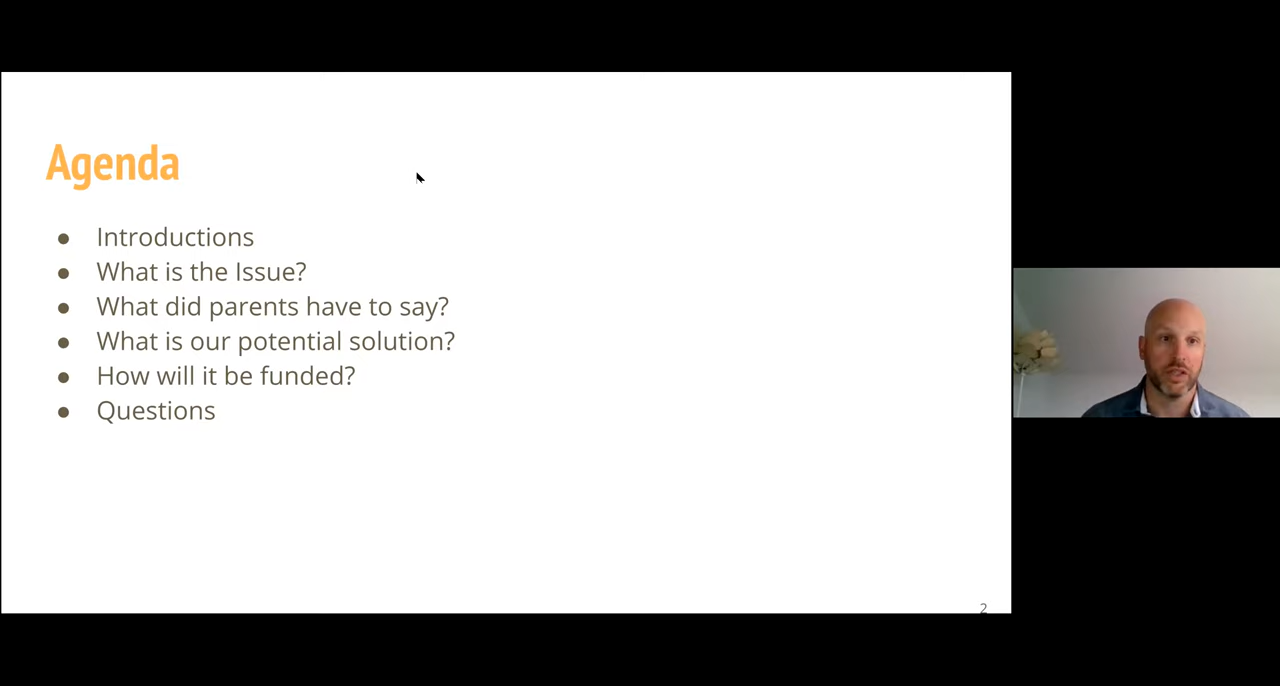 Agenda
● Introductions
● What is the Issue?
● What did parents have to say?
● What is our potential solution?
● How will it be funded?
● Questions
2